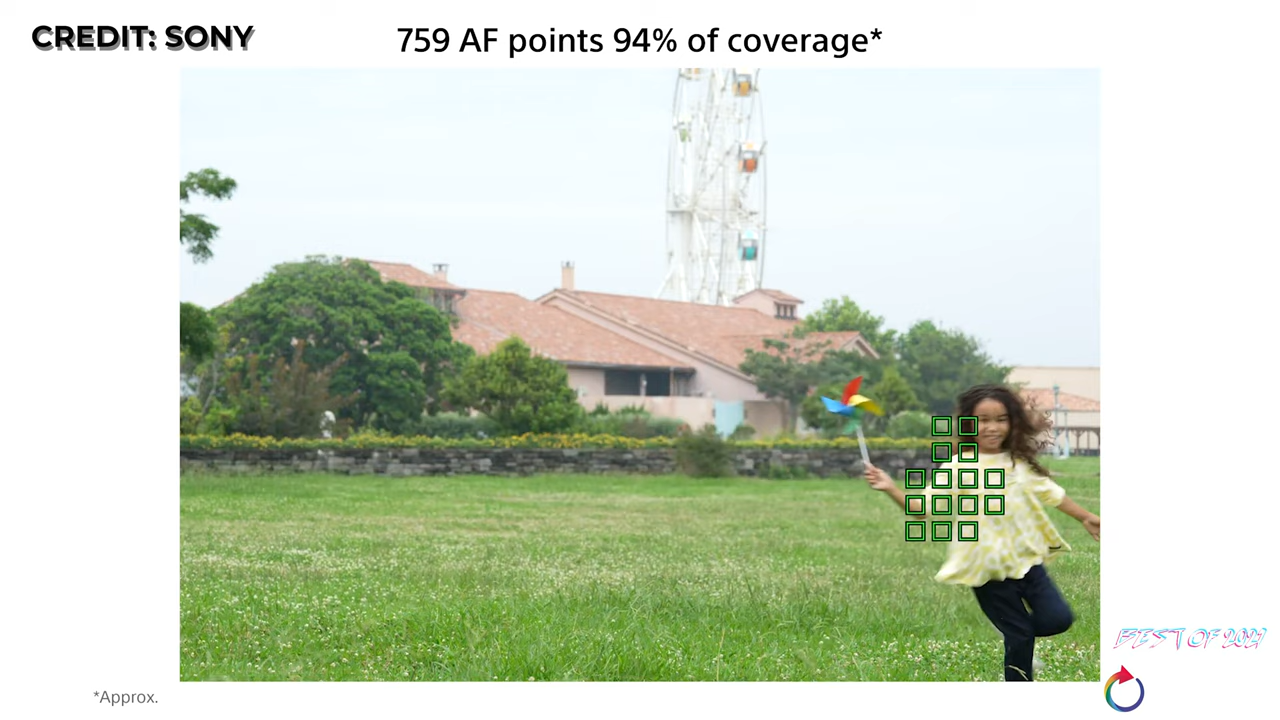 CREDIT: SONY
759 AF points 94% of coverage*
BEST OF 2021
*Approx.